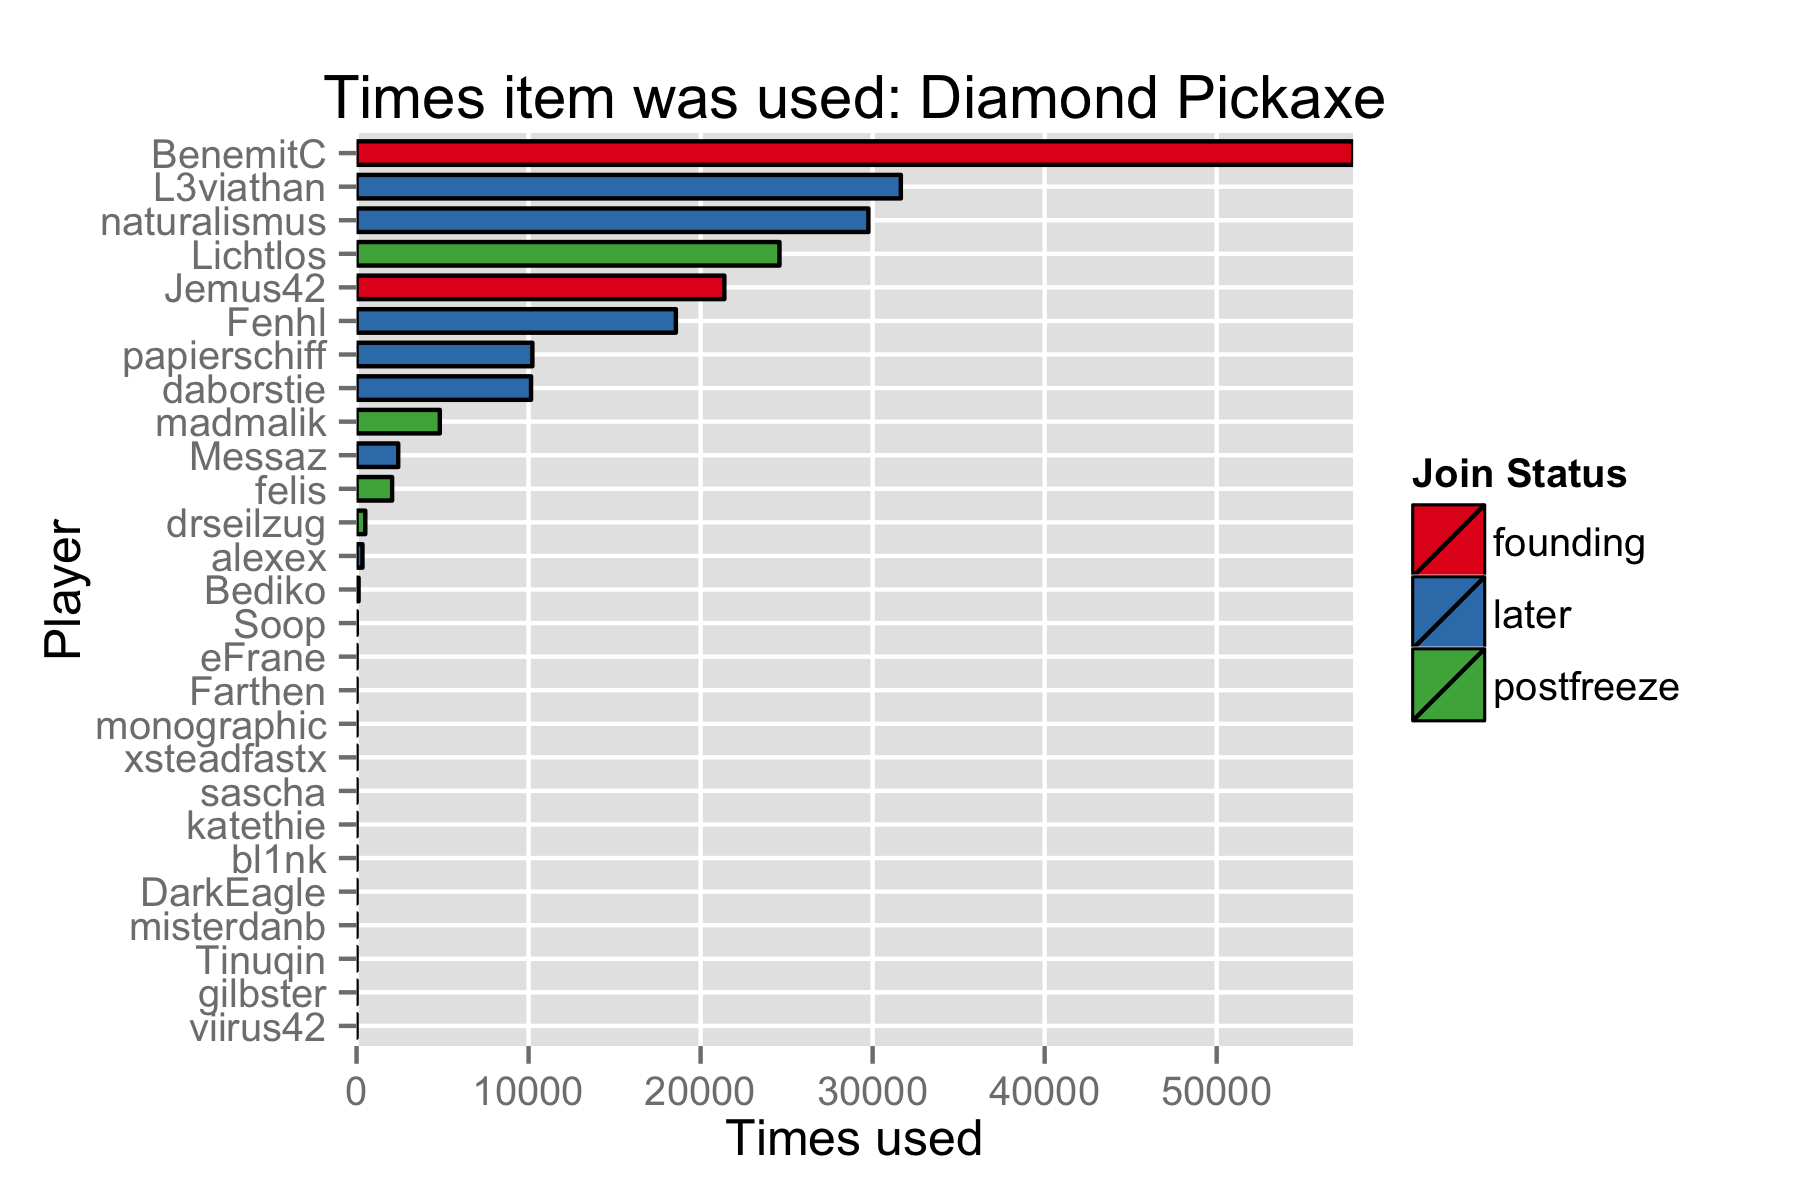 Times item was used: Diamond Pickaxe
Player
BenemitC
L3viathan
naturalismus
Lichtlos
Jemus42
Fenhl
papierschiff
daborstie
madmalik
Messaz
felis
drseilzug
alexex
Bediko
Soop
eFrane
Farthen
monographic
xsteadfastx
sascha
katethie
bl1nk
DarkEagle
misterdanb
Tinuqin
gilbster
viirus42
0 10000 20000 30000 40000 50000
Times used
Join Status
founding
later
postfreeze